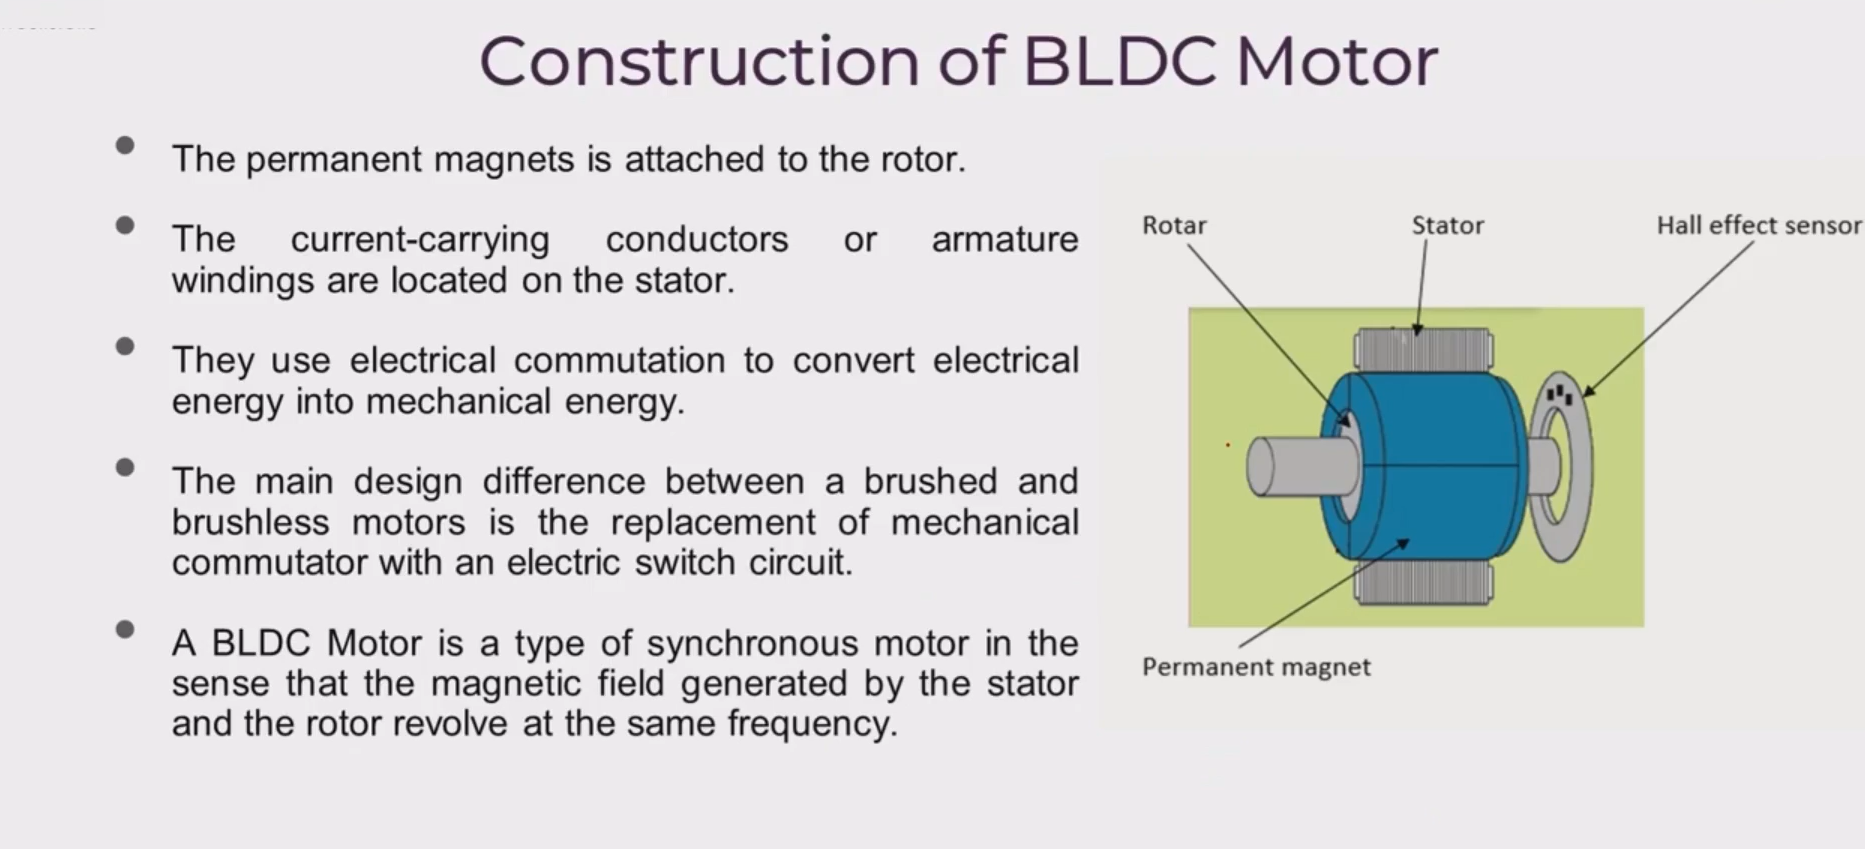 Construction of BLDC Motor
The permanent magnets is attached to the rotor.
The current-carrying conductors or armature
windings are located on the stator.
They use electrical commutation to convert electrical
energy into mechanical energy.
The main design difference between a brushed and
brushless motors is the replacement of mechanical
commutator with an electric switch circuit.
A BLDC Motor is a type of synchronous motor in the
sense that the magnetic field generated by the stator
and the rotor revolve at the same frequency.
Rotar
Stator
Hall effect sensor
Permanent magnet